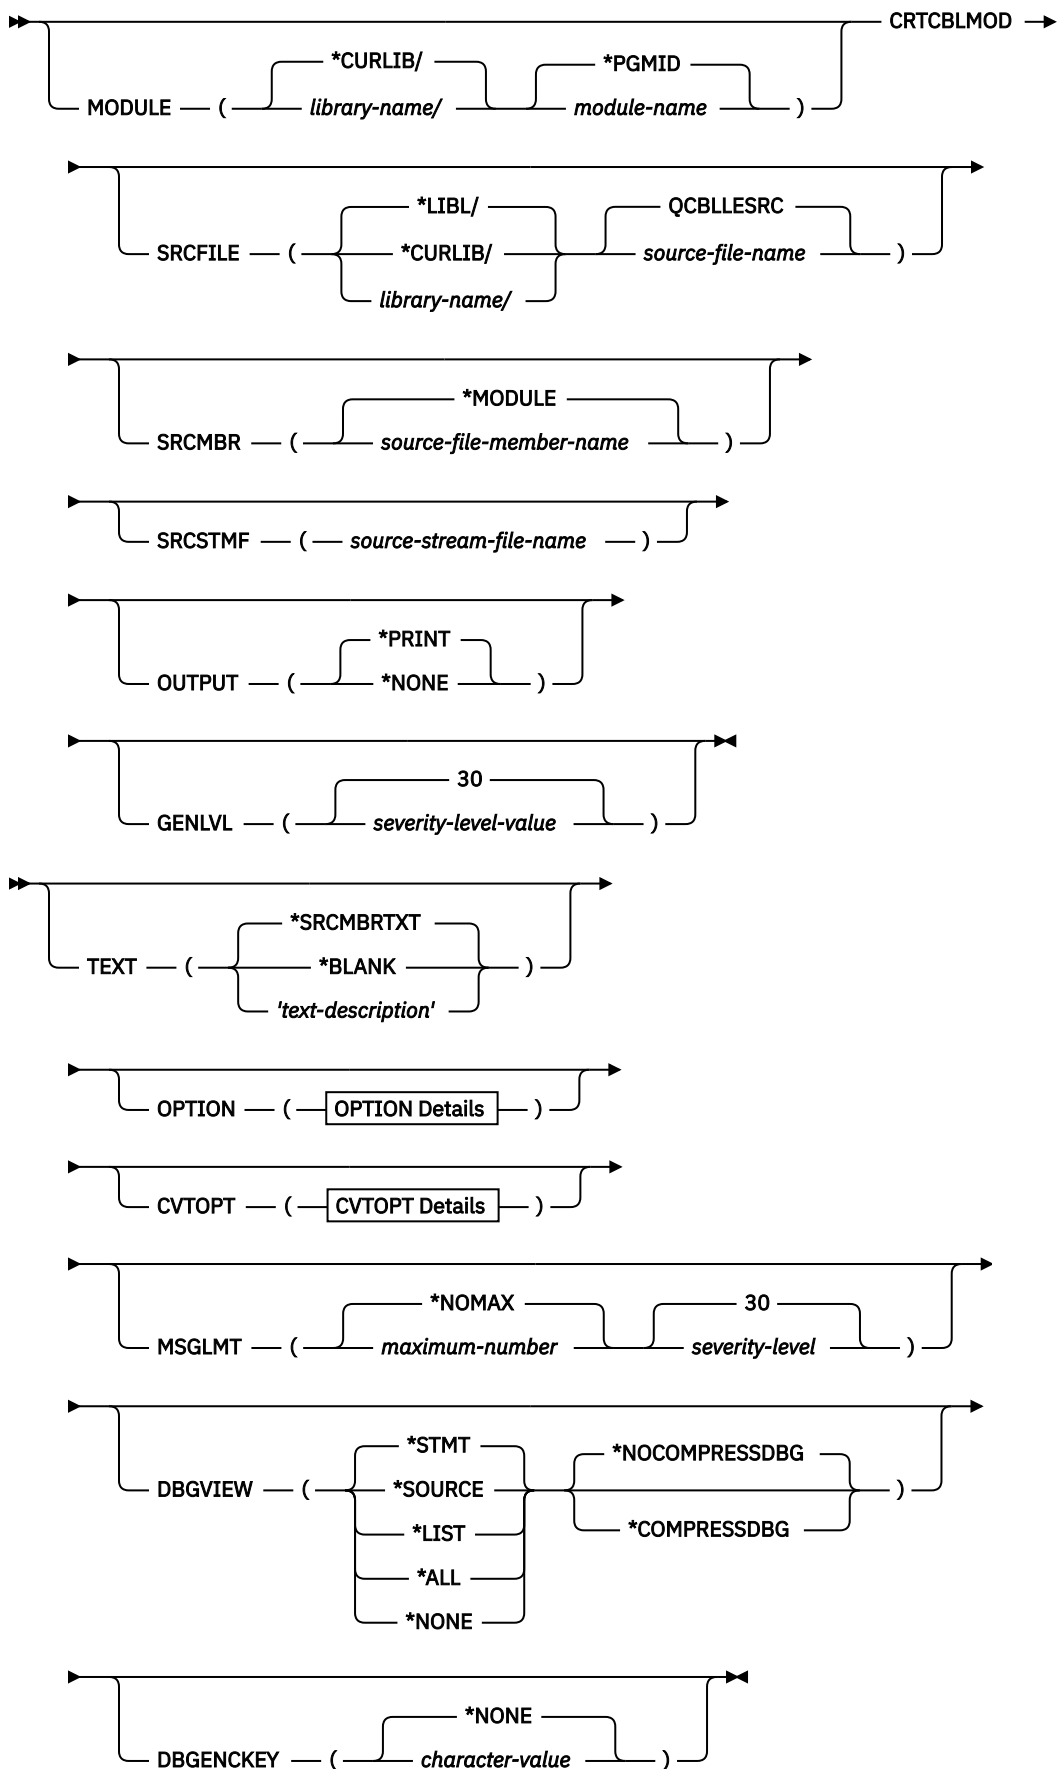 CRTCBLMOD
*CURLIB/ *PGMID
MODULE ( library-name/ module-name )
*LIBL/ QCBLLESRC
SRCFILE ( *CURLIB/ source-file-name )
library-name/
*MODULE
SRCMBR ( source-file-member-name )
SRCSTMF ( source-stream-file-name )
*PRINT
OUTPUT ( *NONE )
30
GENLVL ( severity-level-value )
*SRCMBRTXT
TEXT ( *BLANK )
'text-description'
OPTION ( OPTION Details )
CVTOPT ( CVTOPT Details )
*NOMAX 30
MSGLMT ( maximum-number severity-level )
*STMT *NOCOMPRESSDBG
DBGVIEW ( *SOURCE )
*LIST *COMPRESSDBG
*ALL
*NONE
*NONE
DBGENCKEY ( character-value )